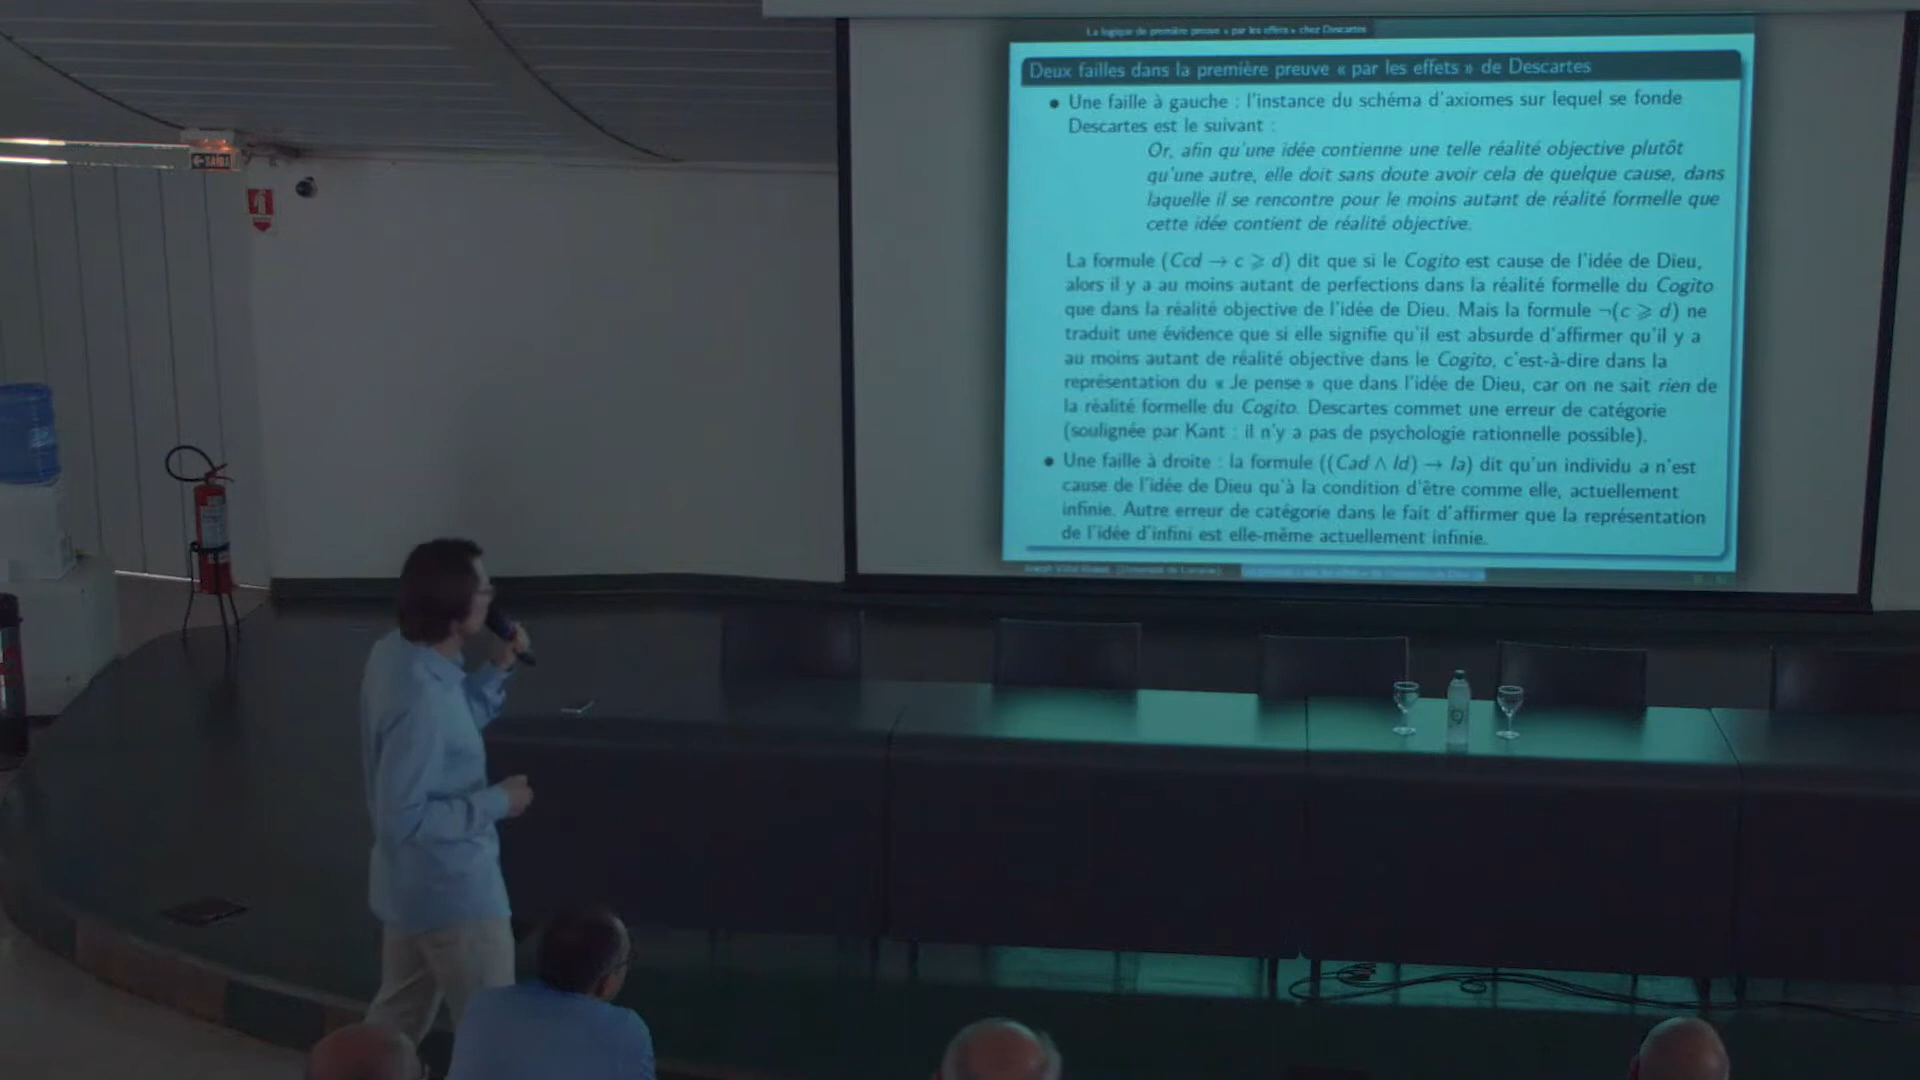 La logique de première preuve « par les effets » chez Descartes
Deux failles dans la première preuve « par les effets » de Descartes
● Une faille à gauche : l'instance du schéma d'axiomes sur lequel se fonde
Descartes est le suivant :
Or, afin qu'une idée contienne une telle réalité objective plutôt
qu'une autre, elle doit sans doute avoir cela de quelque cause, dans
laquelle il se rencontre pour le moins autant de réalité formelle que
cette idée contient de réalité objective.
La formule (Ccd → c ⩾ d) dit que si le Cogito est cause de l'idée de Dieu,
alors il y a au moins autant de perfections dans la réalité formelle du Cogito
que dans la réalité objective de l'idée de Dieu. Mais la formule ¬(c ⩾ d) ne
traduit une évidence que si elle signifie qu'il est absurde d'affirmer qu'il y a
au moins autant de réalité objective dans le Cogito, c'est-à-dire dans la
représentation du « Je pense » que dans l'idée de Dieu, car on ne sait rien de
la réalité formelle du Cogito. Descartes commet une erreur de catégorie
(soulignée par Kant : il n'y a pas de psychologie rationnelle possible).
● Une faille à droite : la formule ((Cad ∧ Id) → Ia) dit qu'un individu a n'est
cause de l'idée de Dieu qu'à la condition d'être comme elle, actuellement
infinie. Autre erreur de catégorie dans le fait d'affirmer que la représentation
de l'idée d'infini est elle-même actuellement infinie.
SAÍDA